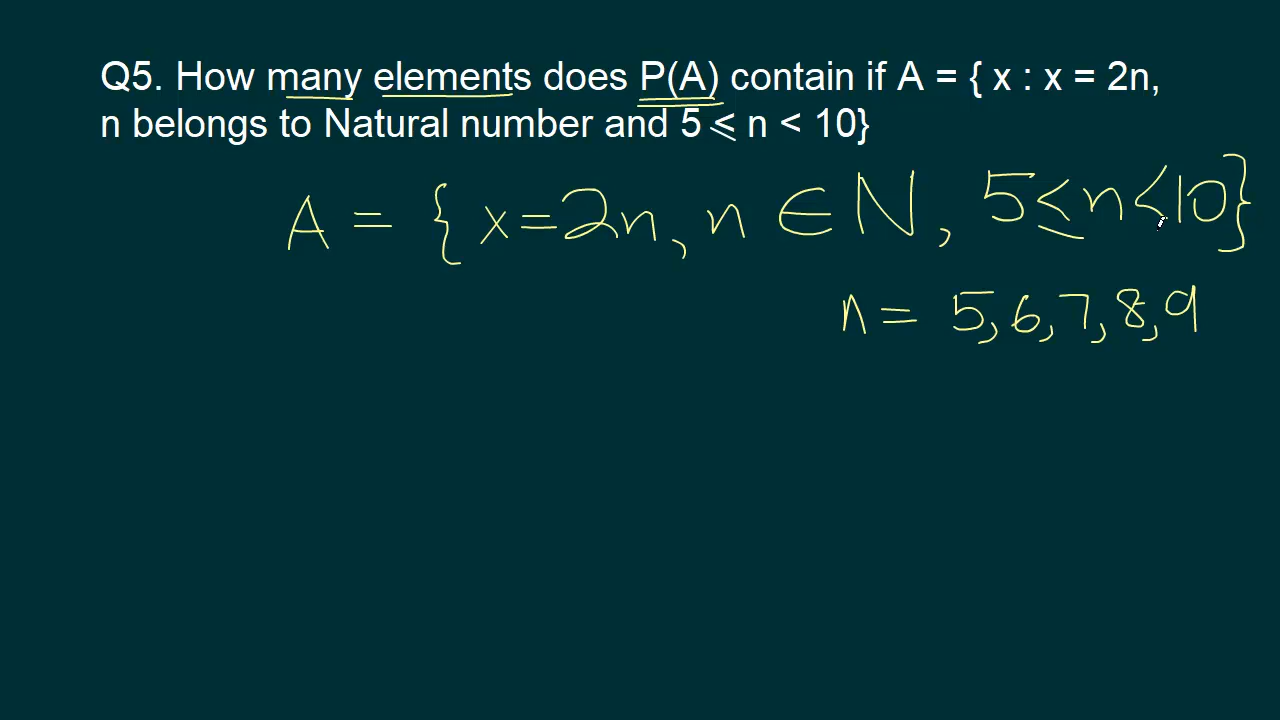 Q5. How many elements does P(A) contain if A = { x : x = 2n,
n belongs to Natural number and 5 ⩽ n < 10}
A = { x = 2n, n ∈ N, 5 ≤ n < 10}
n = 5, 6, 7, 8, 9